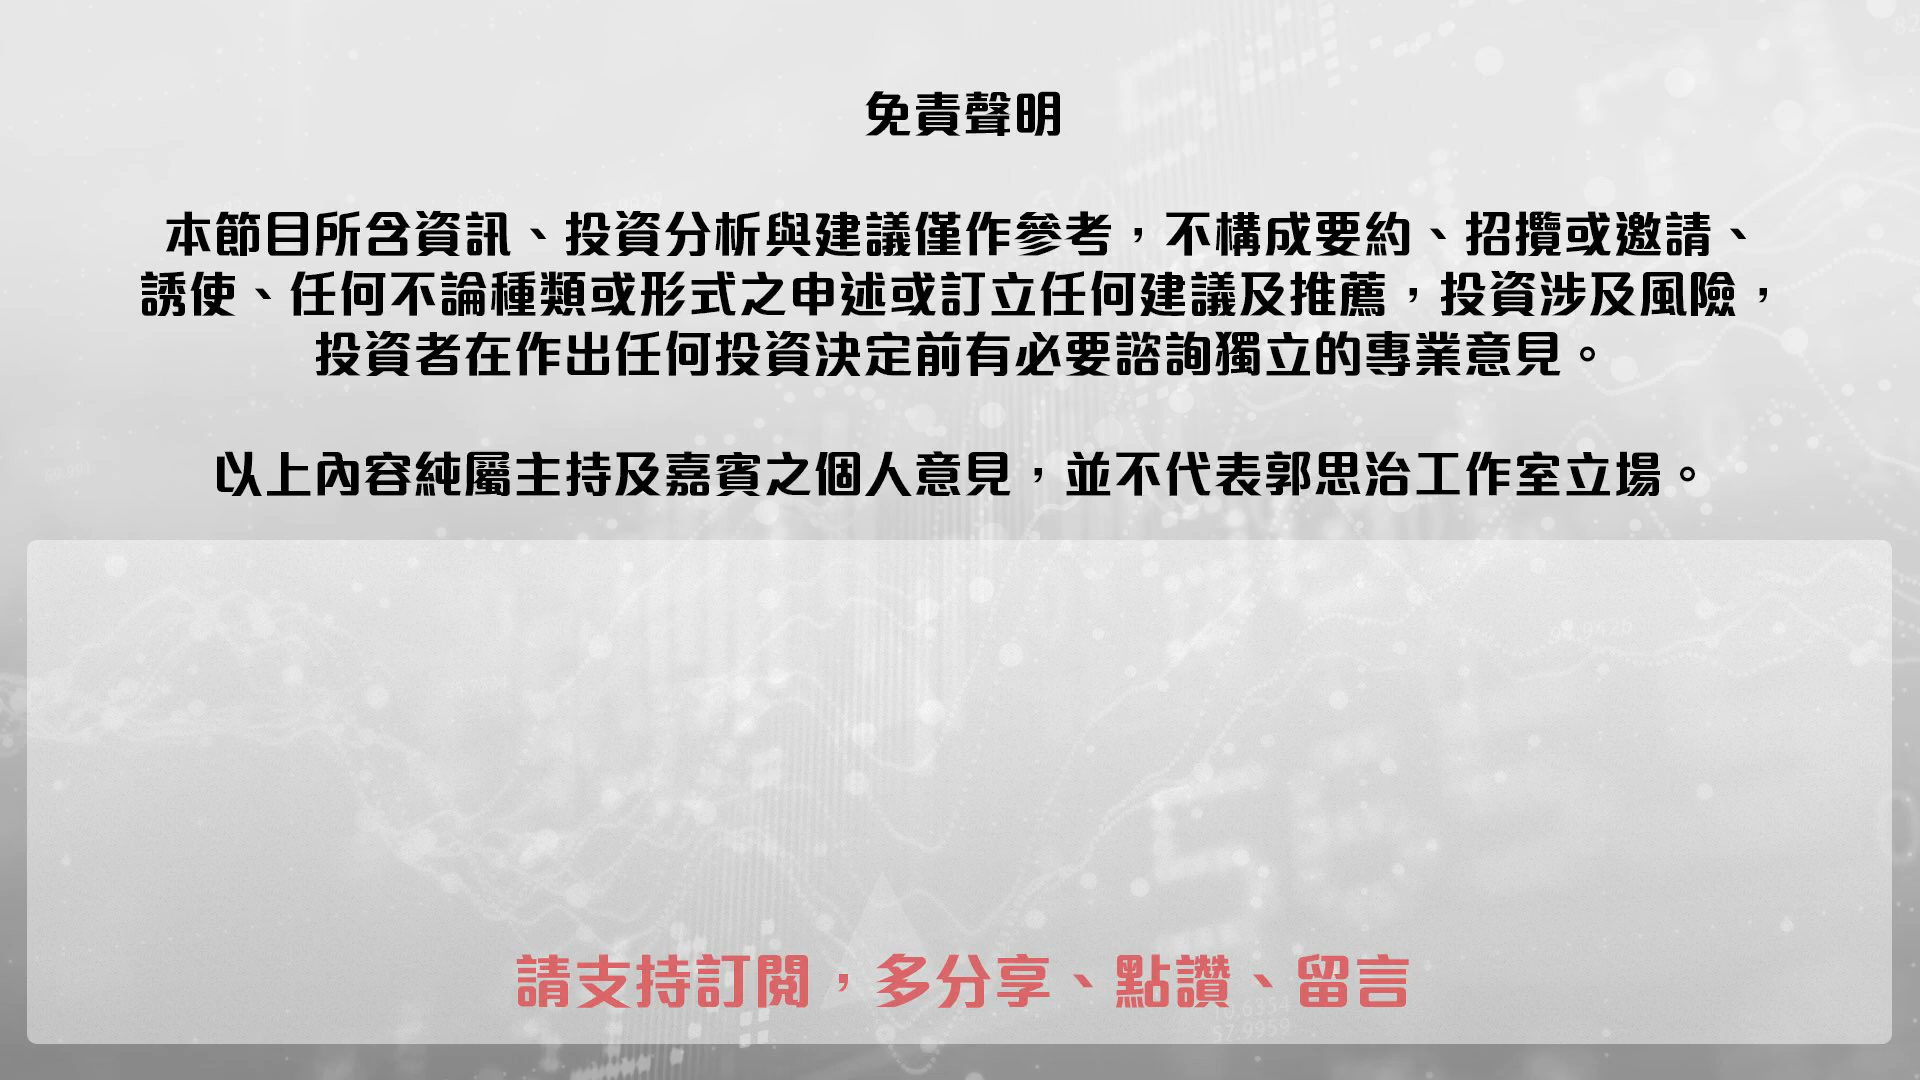 免責聲明
本節目所含資訊、投資分析與建議僅作參考，不構成要約、招攬或邀請、
誘使、任何不論種類或形式之申述或訂立任何建議及推薦，投資涉及風險，
投資者在作出任何投資決定前有必要諮詢獨立的專業意見。
以上內容純屬主持及嘉賓之個人意見，並不代表郭思治工作室立場。
請支持訂閱，多分享、點讚、留言